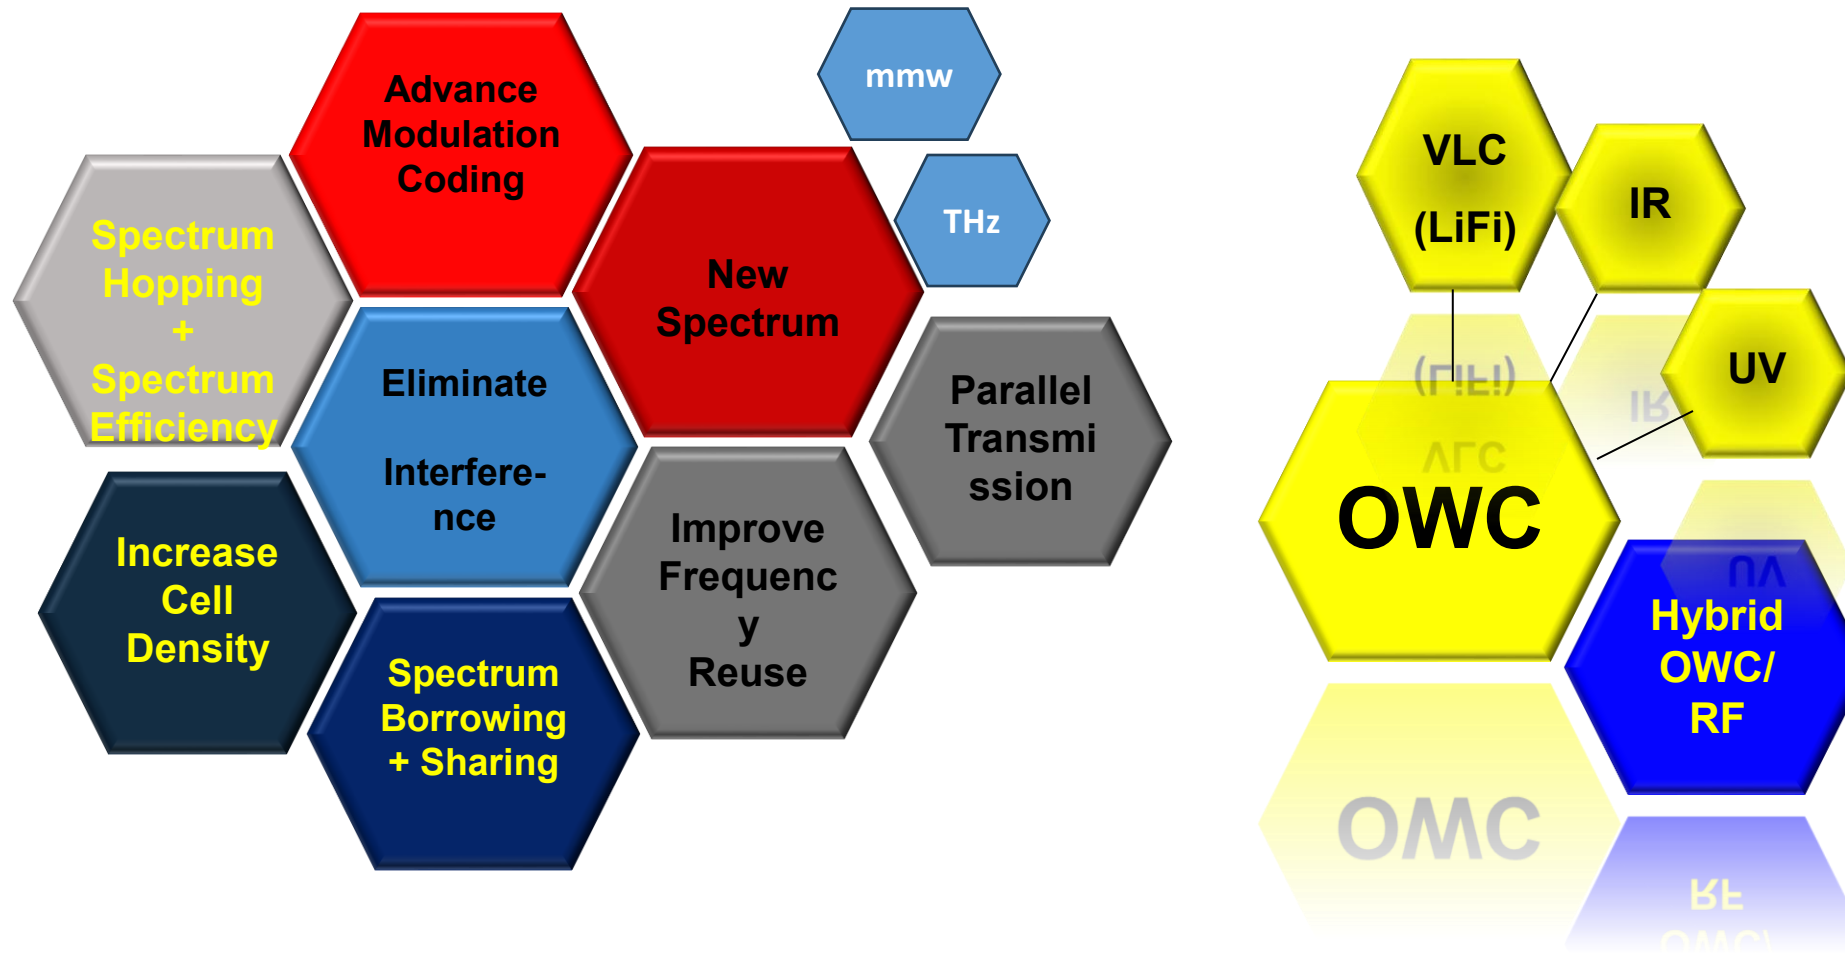 Advance
Modulation
Coding
mmw
THz
Spectrum
Hopping
+
Spectrum
Efficiency
New
Spectrum
Eliminate
Interfere-
nce
Parallel
Transmi
ssion
Increase
Cell
Density
Improve
Frequenc
y
Reuse
Spectrum
Borrowing
+ Sharing
VLC
(LiFi)
IR
UV
OWC
Hybrid
OWC/
RF